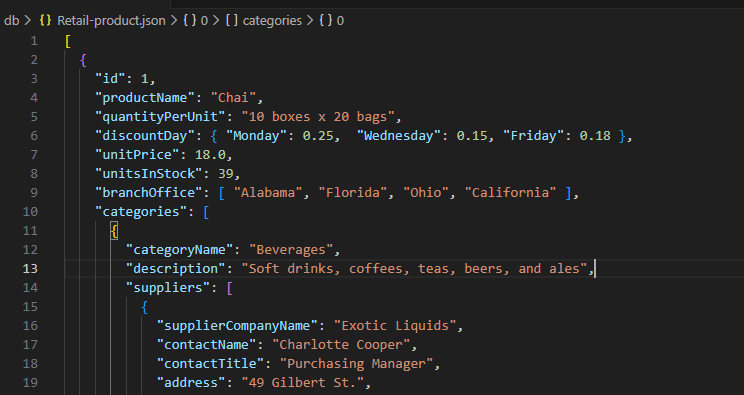 db > {} Retail-product.json > { } 0 > [ ] categories > { } 0
1 [
2 {
3 "id": 1,
4 "productName": "Chai",
5 "quantityPerUnit": "10 boxes x 20 bags",
6 "discountDay": { "Monday": 0.25,  "Wednesday": 0.15, "Friday": 0.18 },
7 "unitPrice": 18.0,
8 "unitsInStock": 39,
9 "branchOffice": [ "Alabama", "Florida", "Ohio", "California" ],
10 "categories": [
11 {
12 "categoryName": "Beverages",
13 "description": "Soft drinks, coffees, teas, beers, and ales",
14 "suppliers": [
15 {
16 "supplierCompanyName": "Exotic Liquids",
17 "contactName": "Charlotte Cooper",
18 "contactTitle": "Purchasing Manager",
19 "address": "49 Gilbert St.",